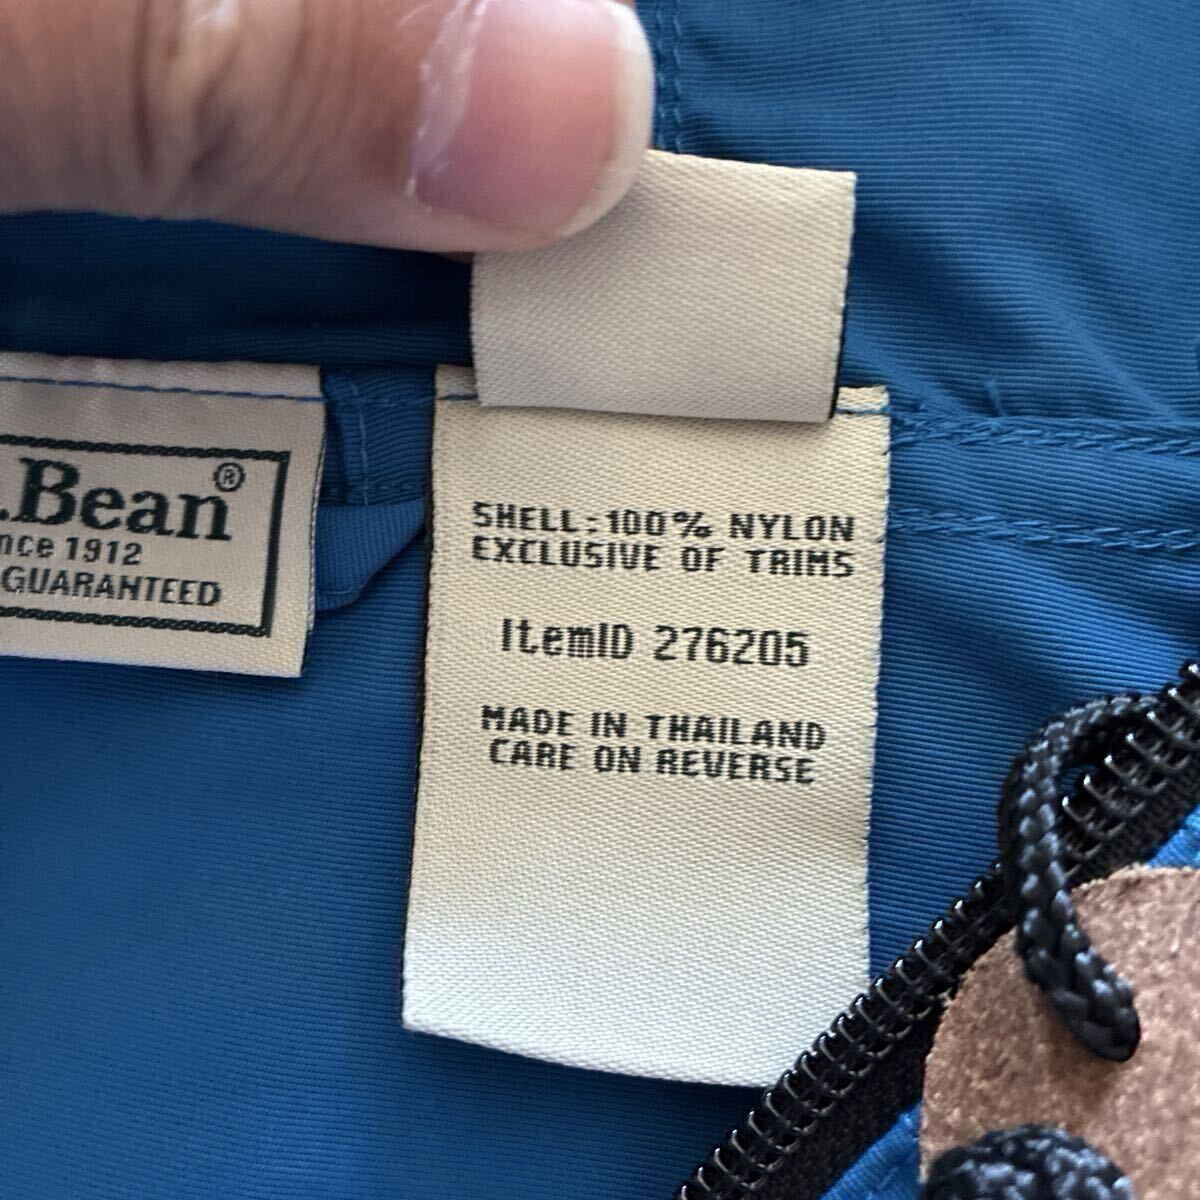 .Bean®
nce 1912
GUARANTEED
SHELL:100% NYLON
EXCLUSIVE OF TRIMS
ItemID 276205
MADE IN THAILAND
CARE ON REVERSE